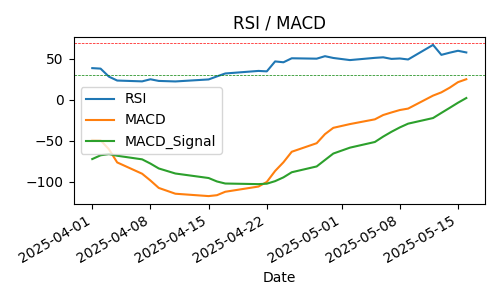 RSI / MACD
50
0
−50
−100
RSI
MACD
MACD_Signal
2025-04-01
2025-04-08
2025-04-15
2025-04-22
2025-05-01
2025-05-08
2025-05-15
Date